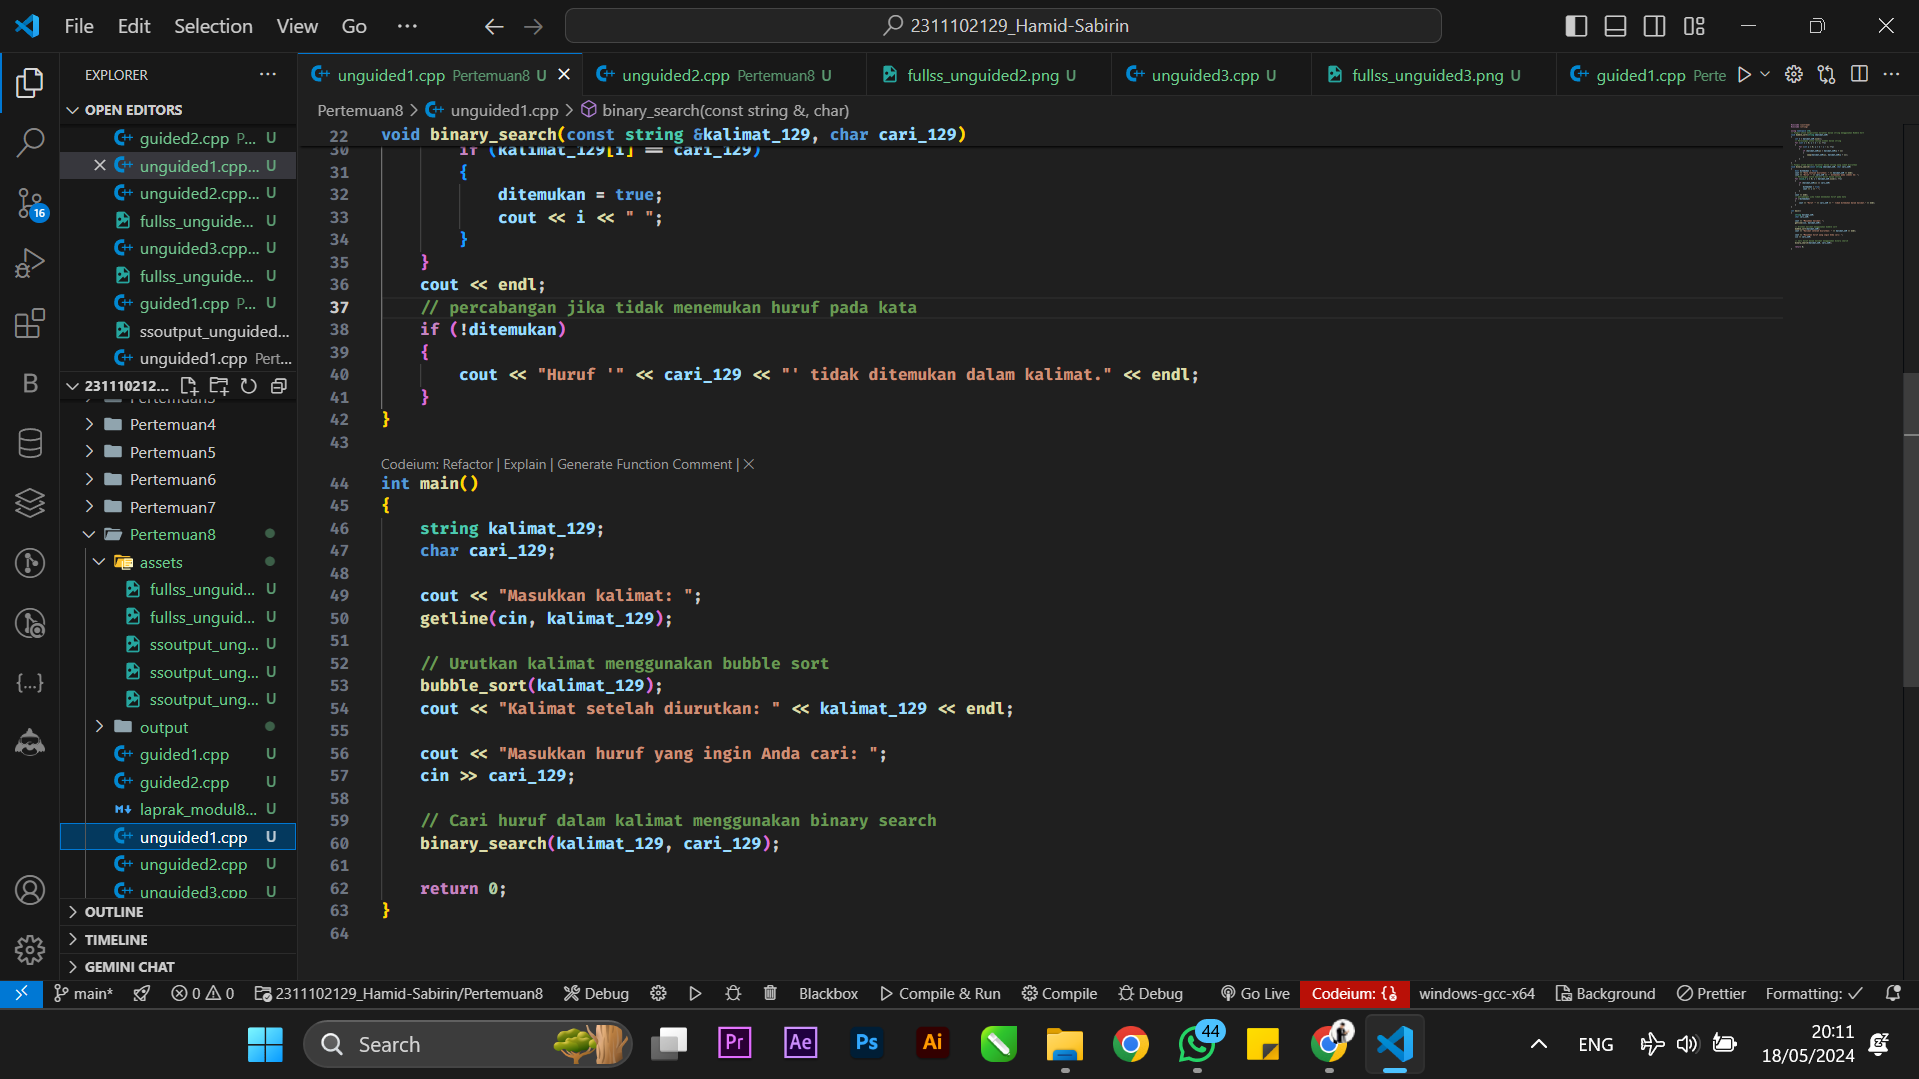 File Edit Selection View Go ··· 2311102129_Hamid-Sabirin
EXPLORER ···
unguided1.cpp Pertemuan8 U
unguided2.cpp Pertemuan8 U
fullss_unguided2.png U
unguided3.cpp U
fullss_unguided3.png U
guided1.cpp Perte
OPEN EDITORS
guided2.cpp P... U
unguided1.cpp... U
unguided2.cpp... U
fullss_unguide... U
unguided3.cpp... U
fullss_unguide... U
guided1.cpp P... U
ssoutput_unguided...
unguided1.cpp Pert...
231110212...
Pertemuan4
Pertemuan5
Pertemuan6
Pertemuan7
Pertemuan8
assets
fullss_unguid... U
fullss_unguid... U
ssoutput_ung... U
ssoutput_ung... U
ssoutput_ung... U
output
guided1.cpp U
guided2.cpp U
laprak_modul8... U
unguided1.cpp U
unguided2.cpp U
unguided3.cpp U
OUTLINE
TIMELINE
GEMINI CHAT
16
B
Pertemuan8 > unguided1.cpp > binary_search(const string &, char)
22 void binary_search(const string &kalimat_129, char cari_129)
30 if (kalimat_129[i] == cari_129)
31 {
32 ditemukan = true;
33 cout << i << " ";
34 }
35 }
36 cout << endl;
37 // percabangan jika tidak menemukan huruf pada kata
38 if (!ditemukan)
39 {
40 cout << "Huruf '" << cari_129 << "' tidak ditemukan dalam kalimat." << endl;
41 }
42 }
43
Codeium: Refactor | Explain | Generate Function Comment | ×
44 int main()
45 {
46 string kalimat_129;
47 char cari_129;
48
49 cout << "Masukkan kalimat: ";
50 getline(cin, kalimat_129);
51
52 // Urutkan kalimat menggunakan bubble sort
53 bubble_sort(kalimat_129);
54 cout << "Kalimat setelah diurutkan: " << kalimat_129 << endl;
55
56 cout << "Masukkan huruf yang ingin Anda cari: ";
57 cin >> cari_129;
58
59 // Cari huruf dalam kalimat menggunakan binary search
60 binary_search(kalimat_129, cari_129);
61
62 return 0;
63 }
64
main* 0 0 2311102129_Hamid-Sabirin/Pertemuan8 Debug Blackbox Compile & Run Compile Debug Go Live Codeium: {} windows-gcc-x64 Background Prettier Formatting: ✓
Search Pr Ae Ps Ai 44 ENG 20:11
18/05/2024